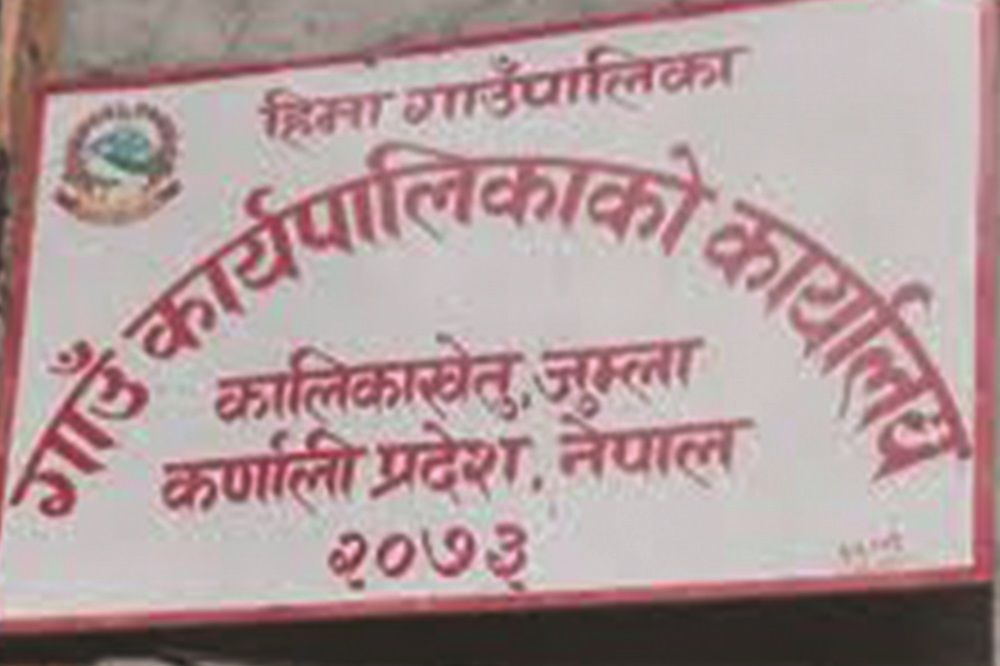 हिमा गाउँपालिका
गाउँ कार्यपालिकाको कार्यालय
कालिकाखेतु, जुम्ला
कर्णाली प्रदेश, नेपाल
२०७३